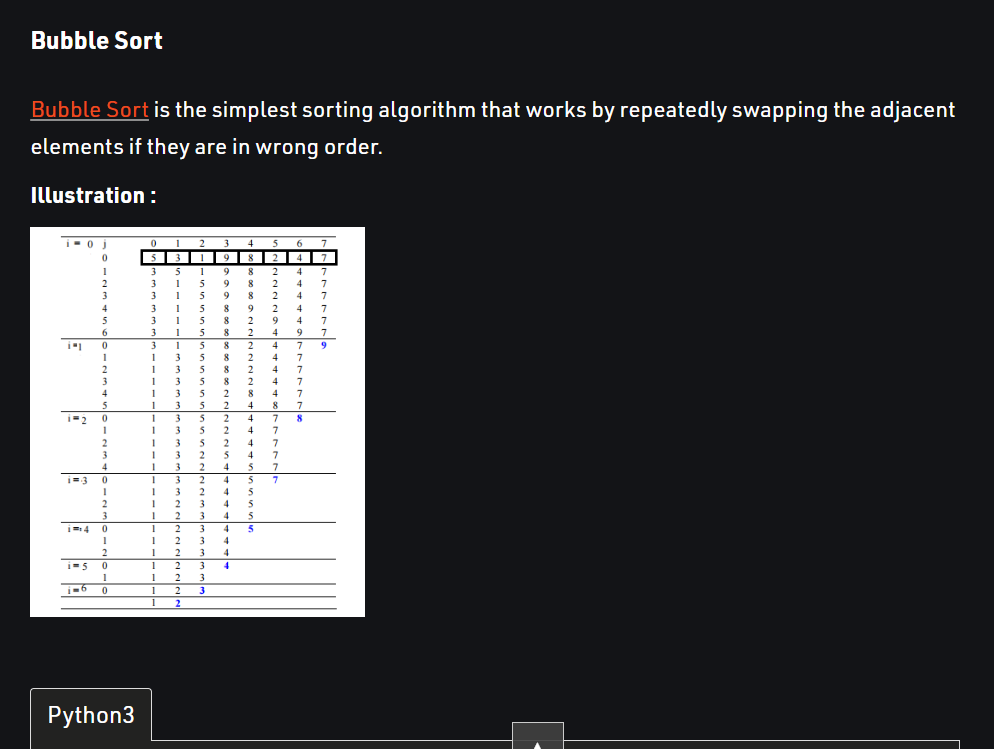 Bubble Sort
Bubble Sort is the simplest sorting algorithm that works by repeatedly swapping the adjacent
elements if they are in wrong order.
Illustration :
i = 0 j 0 1 2 3 4 5 6 7
0 5 3 1 9 8 2 4 7
1 3 5 1 9 8 2 4 7
2 3 1 5 9 8 2 4 7
3 3 1 5 9 8 2 4 7
4 3 1 5 8 9 2 4 7
5 3 1 5 8 2 9 4 7
6 3 1 5 8 2 4 9 7
i =1 0 3 1 5 8 2 4 7 9
1 1 3 5 8 2 4 7
2 1 3 5 8 2 4 7
3 1 3 5 8 2 4 7
4 1 3 5 2 8 4 7
5 1 3 5 2 4 8 7
i = 2 0 1 3 5 2 4 7 8
1 1 3 5 2 4 7
2 1 3 5 2 4 7
3 1 3 2 5 4 7
4 1 3 2 4 5 7
i = 3 0 1 3 2 4 5 7
1 1 3 2 4 5
2 1 2 3 4 5
3 1 2 3 4 5
i = 4 0 1 2 3 4 5
1 1 2 3 4
2 1 2 3 4
i = 5 0 1 2 3 4
1 1 2 3
i = 6 0 1 2 3
1 2
Python3